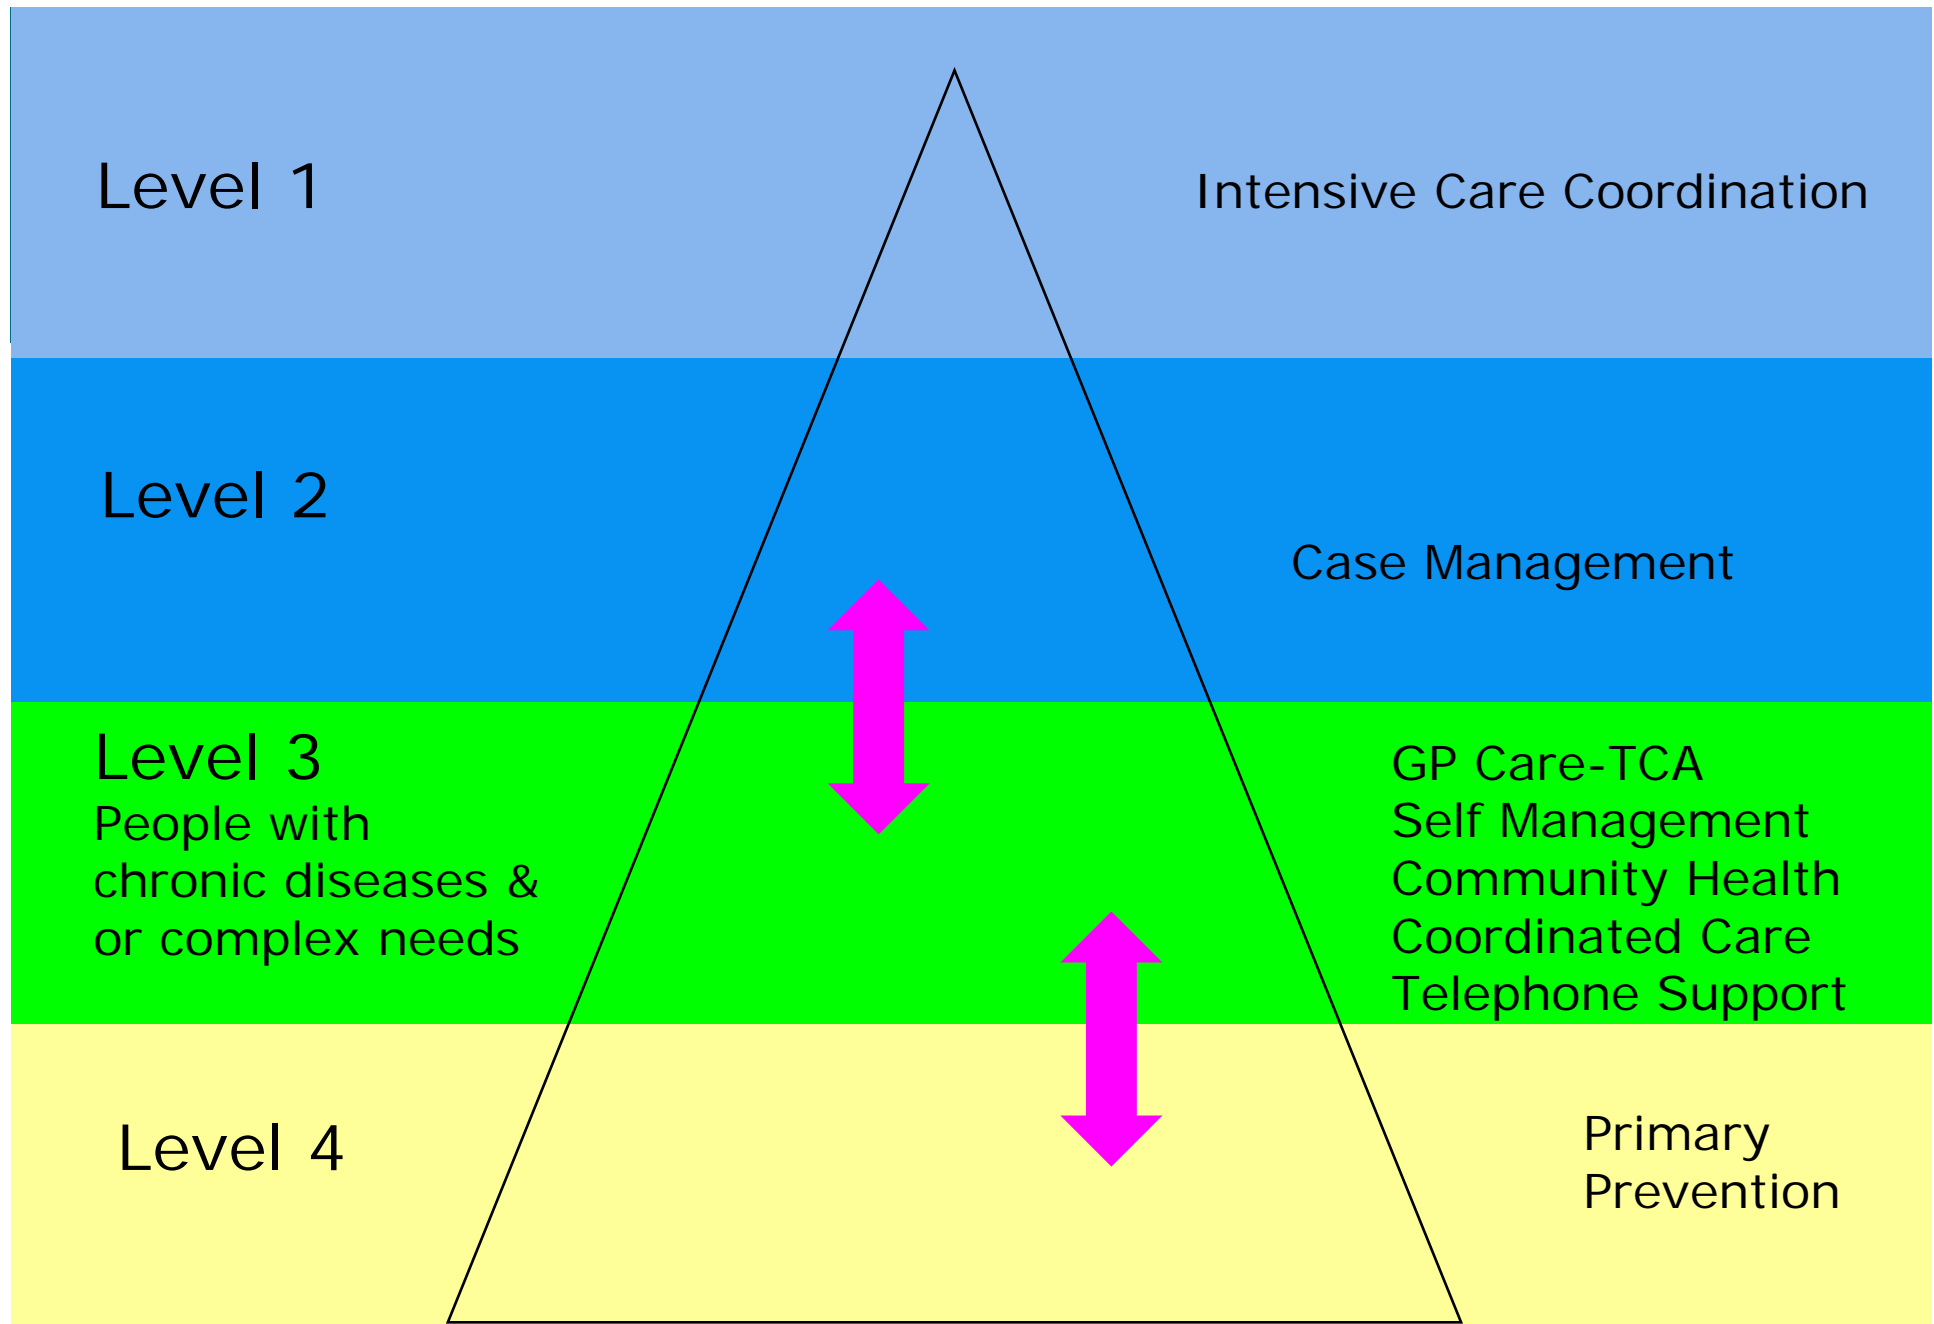 Level 1
Intensive Care Coordination
Level 2
Case Management
Level 3
People with
chronic diseases &
or complex needs
GP Care-TCA
Self Management
Community Health
Coordinated Care
Telephone Support
Level 4
Primary
Prevention